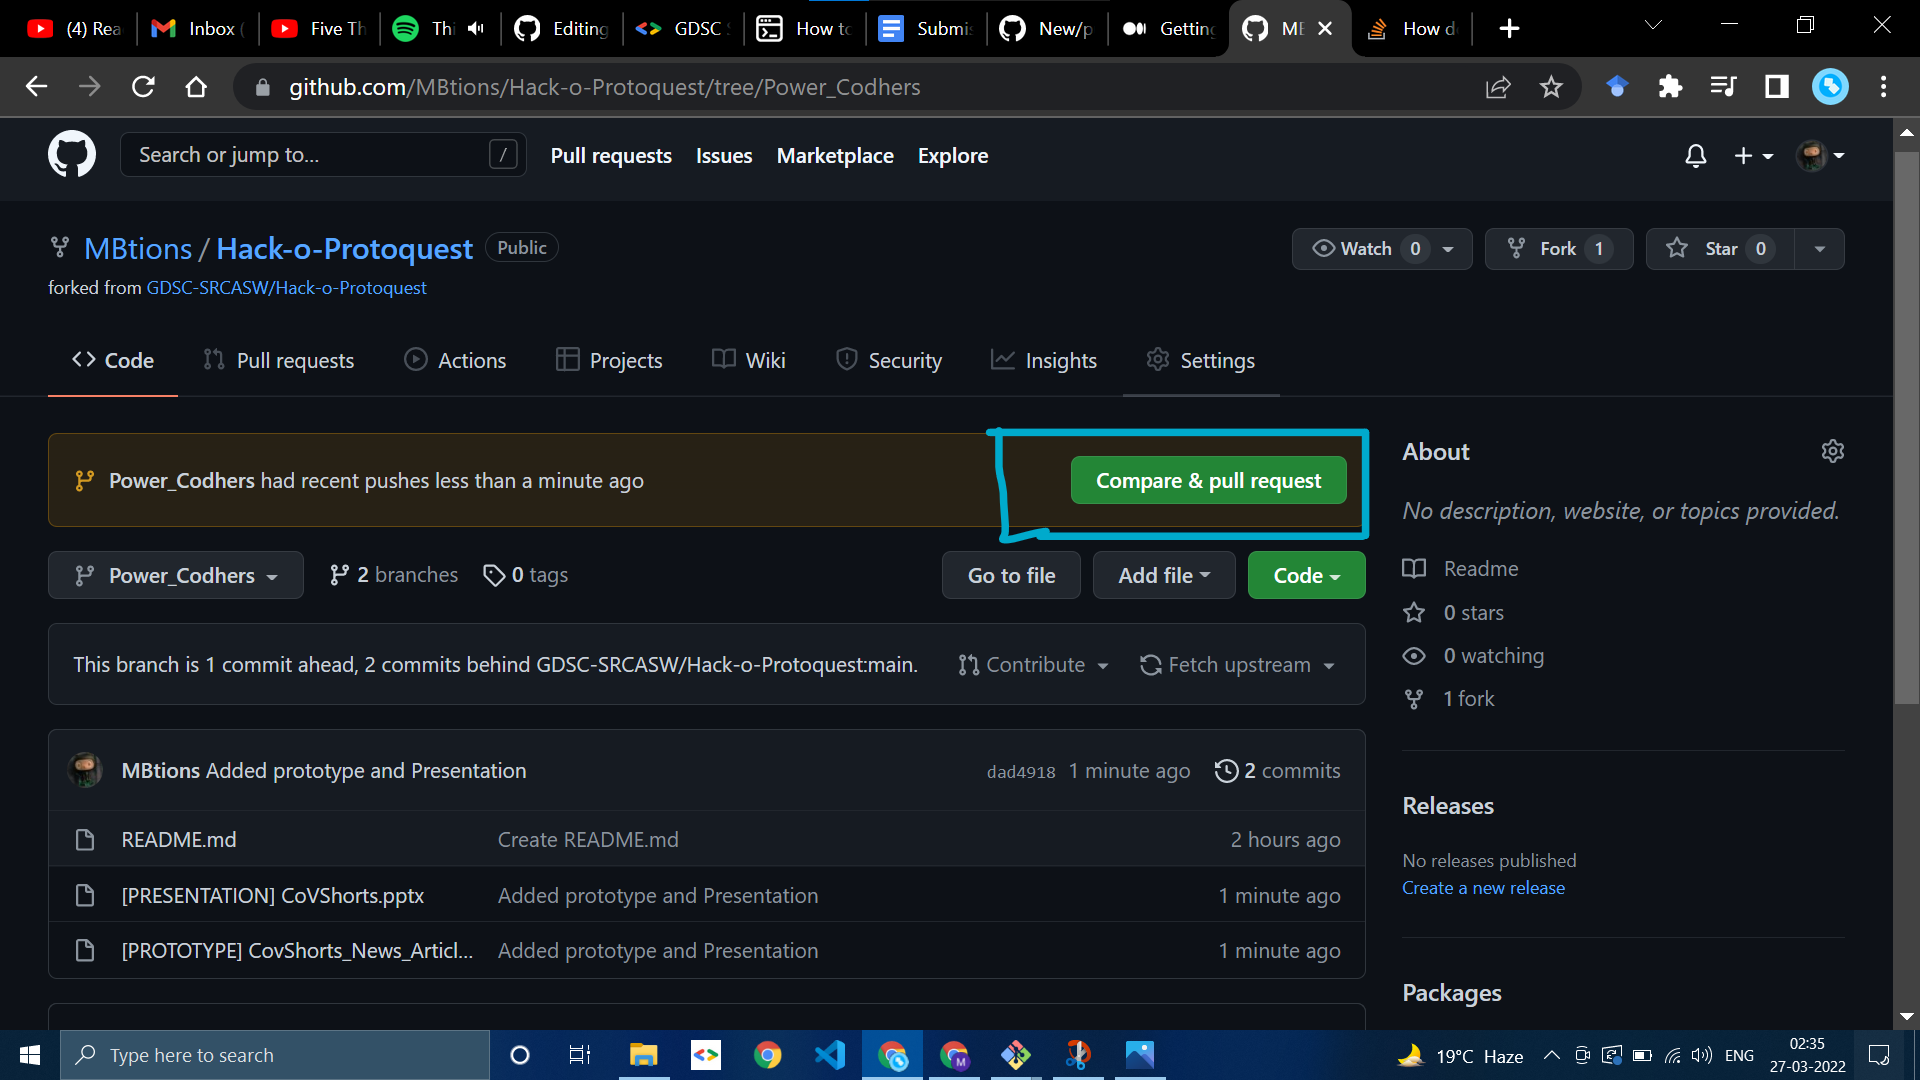 (4) Rea
Inbox (
Five Th
Thi
Editing
GDSC S
How to
Submis
New/p
Getting
MB
How do
github.com/MBtions/Hack-o-Protoquest/tree/Power_Codhers
Search or jump to... /
Pull requests Issues Marketplace Explore
MBtions / Hack-o-Protoquest Public
Watch 0 Fork 1 Star 0
forked from GDSC-SRCASW/Hack-o-Protoquest
Code Pull requests Actions Projects Wiki Security Insights Settings
Power_Codhers had recent pushes less than a minute ago
Compare & pull request
Power_Codhers 2 branches 0 tags
Go to file Add file Code
This branch is 1 commit ahead, 2 commits behind GDSC-SRCASW/Hack-o-Protoquest:main.
Contribute Fetch upstream
MBtions Added prototype and Presentation dad4918 1 minute ago 2 commits
README.md Create README.md 2 hours ago
[PRESENTATION] CoVShorts.pptx Added prototype and Presentation 1 minute ago
[PROTOTYPE] CovShorts_News_Articl... Added prototype and Presentation 1 minute ago
About
No description, website, or topics provided.
Readme
0 stars
0 watching
1 fork
Releases
No releases published
Create a new release
Packages
Type here to search
M
19°C Haze
ENG
02:35
27-03-2022